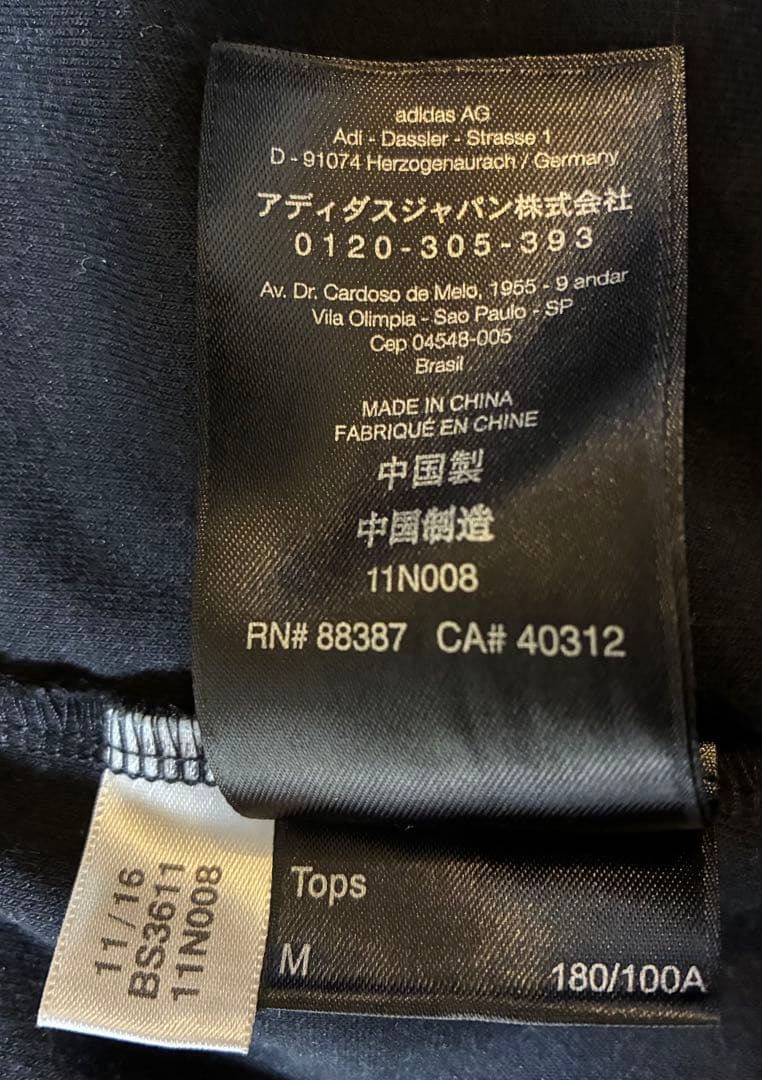 adidas AG
Adi - Dassler - Strasse 1
D - 91074 Herzogenaurach / Germany
アディダスジャパン株式会社
0120-305-393
Av. Dr. Cardoso de Melo, 1955 - 9 andar
Vila Olimpia - Sao Paulo - SP
Cep 04548-005
Brasil
MADE IN CHINA
FABRIQUÉ EN CHINE
中国製
中国制造
11N008
RN# 88387 CA# 40312
11/16
BS3611
11N008
Tops
M 180/100A